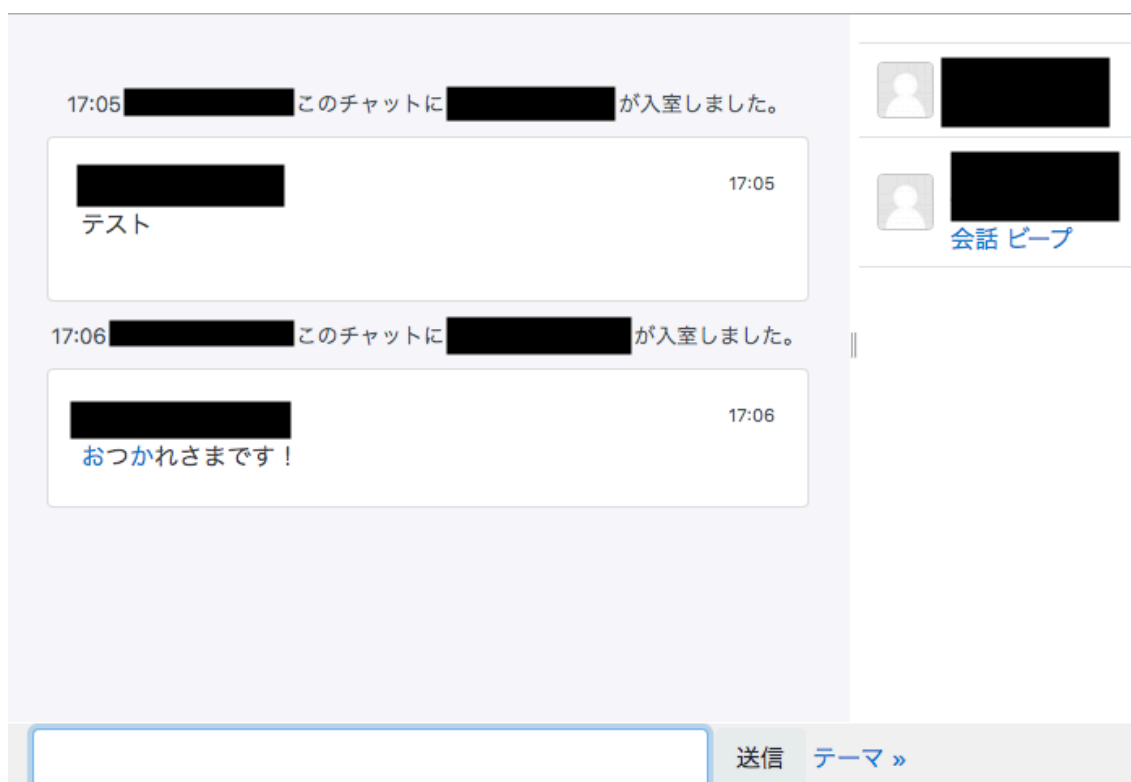 17:05 このチャットに が入室しました。
17:05
テスト
17:06 このチャットに が入室しました。
17:06
おつかれさまです！
会話 ビープ
送信 テーマ »